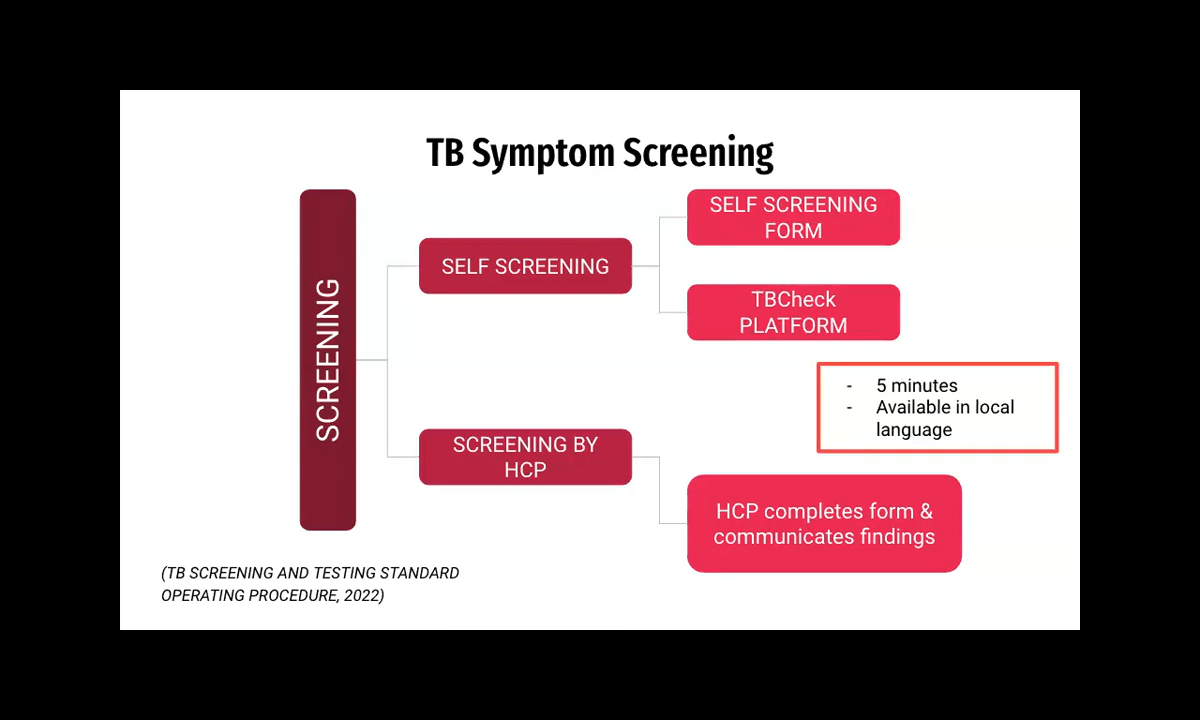 TB Symptom Screening
SCREENING
SELF SCREENING
SELF SCREENING
FORM
TBCheck
PLATFORM
- 5 minutes
- Available in local
language
SCREENING BY
HCP
HCP completes form &
communicates findings
(TB SCREENING AND TESTING STANDARD
OPERATING PROCEDURE, 2022)